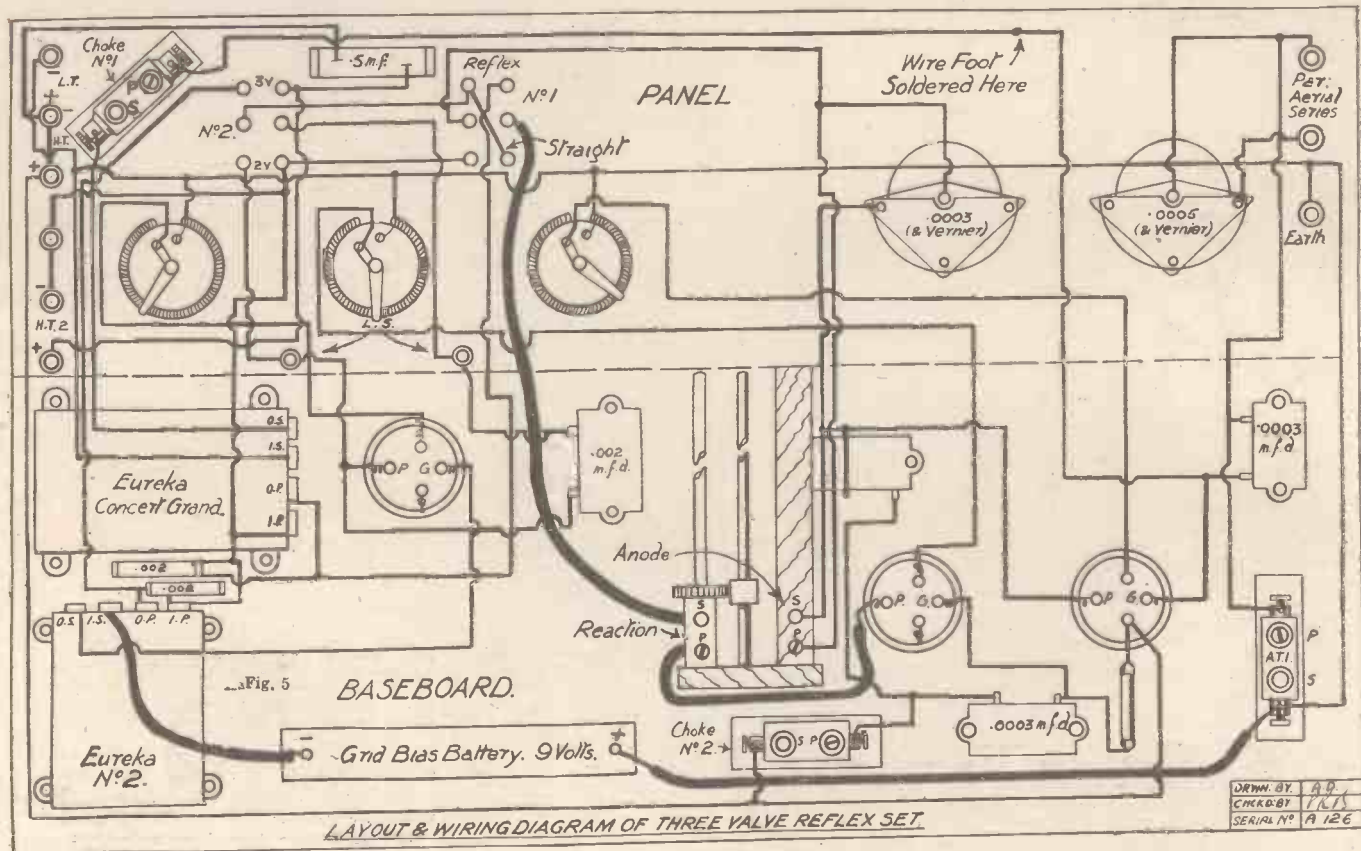 Choke
Nº1
- L.T.
+
-
H.T.
+
-
H.T.2
+
P
S
.5 m.f.
3V
Nº2.
2V
Reflex
Nº1
Straight
PANEL
Wire Foot
Soldered Here
Par:
Aerial
Series
Earth
.0003
(& Vernier)
.0005
(& Vernier)
L.S.
O.S.
I.S.
O.P.
I.P.
Eureka
Concert Grand.
P G
.002
m.f.d.
.0003
m.f.d.
Anode
S
P
Reaction
S
P
P. G.
P G
.002
.002
O.S. I.S. O.P. I.P.
Fig. 5
BASEBOARD.
P
A.T.I.
S
Eureka
Nº2.
- Grid Bias Battery. 9 Volts. +
Choke
Nº2.
S P
.0003 m.f.d
LAYOUT & WIRING DIAGRAM OF THREE VALVE REFLEX SET.
DRWN. BY
CHCKD. BY
SERIAL Nº A 126